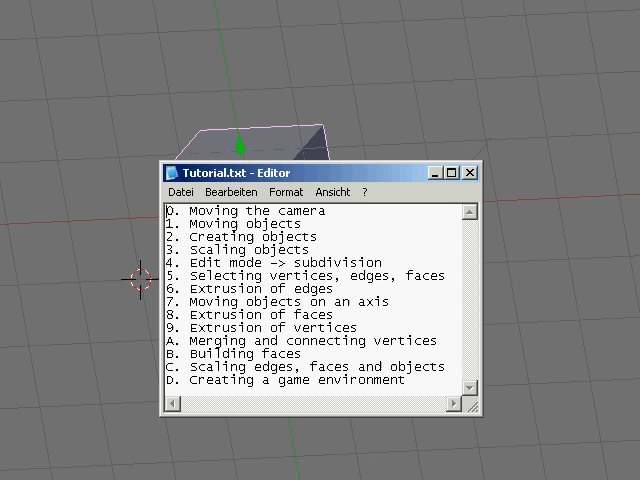 Tutorial.txt - Editor
Datei Bearbeiten Format Ansicht ?
0. Moving the camera
1. Moving objects
2. Creating objects
3. Scaling objects
4. Edit mode -> subdivision
5. Selecting vertices, edges, faces
6. Extrusion of edges
7. Moving objects on an axis
8. Extrusion of faces
9. Extrusion of vertices
A. Merging and connecting vertices
B. Building faces
C. Scaling edges, faces and objects
D. Creating a game environment